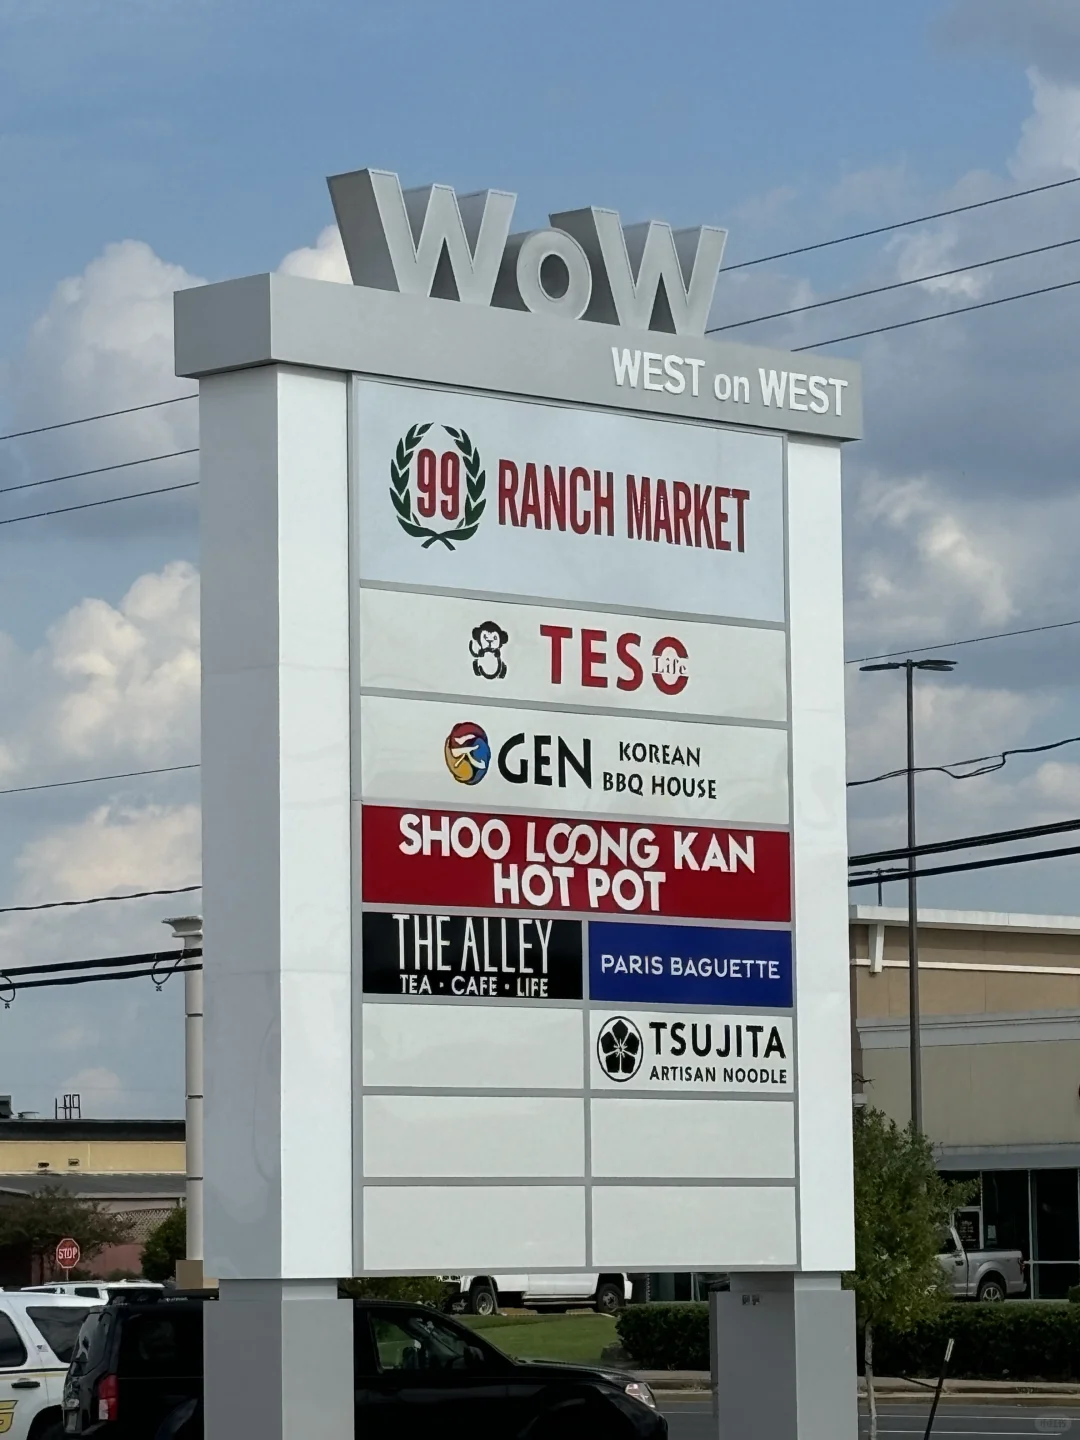 WoW
WEST on WEST
99 RANCH MARKET
TESO
Life
GEN KOREAN
BBQ HOUSE
SHOO LOONG KAN
HOT POT
THE ALLEY
TEA • CAFE • LIFE
PARIS BAGUETTE
TSUJITA
ARTISAN NOODLE
STOP